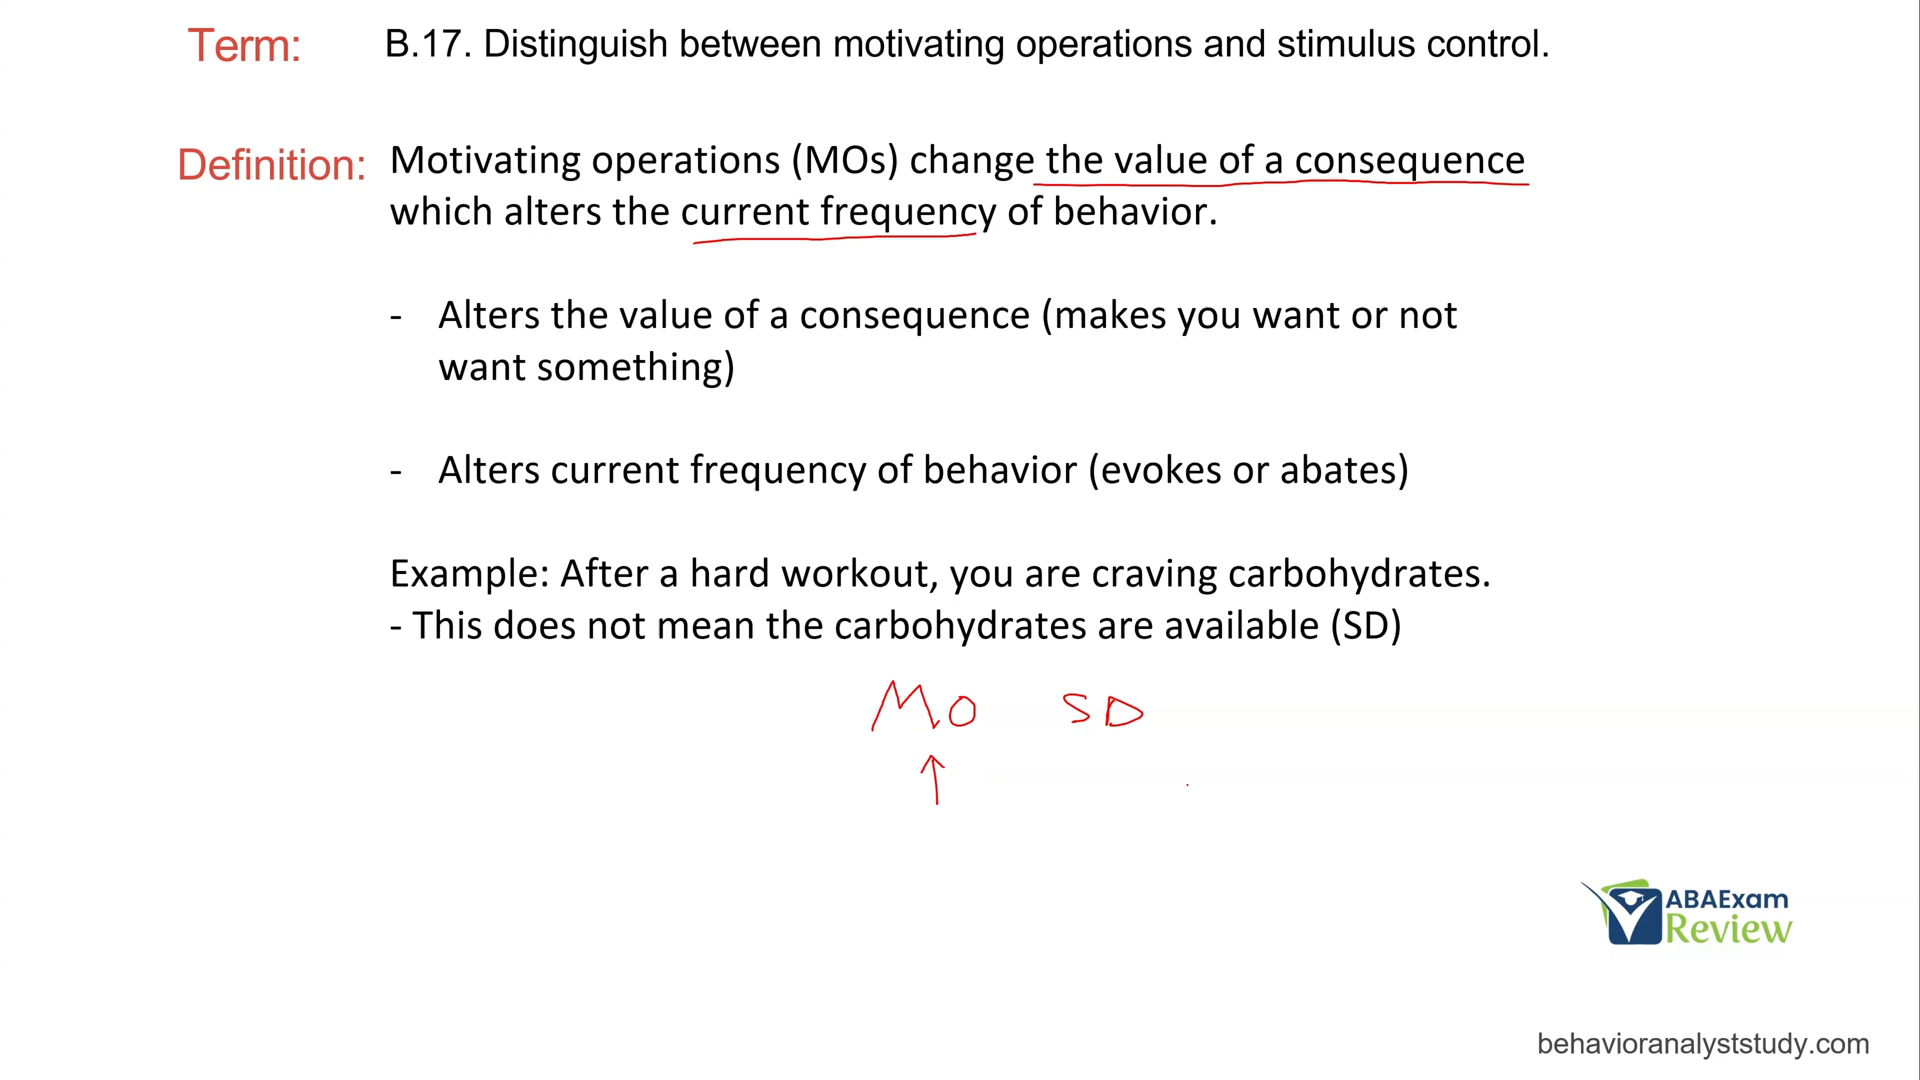 Term: B.17. Distinguish between motivating operations and stimulus control.
Definition: Motivating operations (MOs) change the value of a consequence
which alters the current frequency of behavior.
- Alters the value of a consequence (makes you want or not
want something)
- Alters current frequency of behavior (evokes or abates)
Example: After a hard workout, you are craving carbohydrates.
- This does not mean the carbohydrates are available (SD)
MO SD
ABAExam
Review
behavioranalyststudy.com